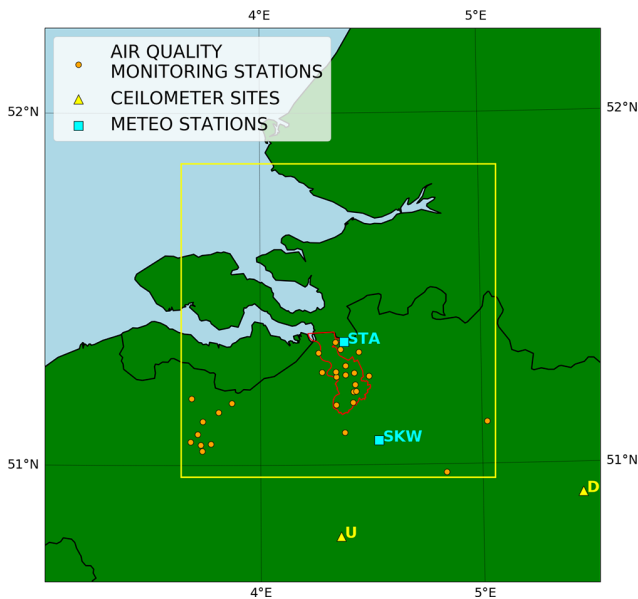 4°E 5°E
AIR QUALITY
MONITORING STATIONS
CEILOMETER SITES
METEO STATIONS
52°N 52°N
STA
SKW
51°N 51°N
D
U
4°E 5°E